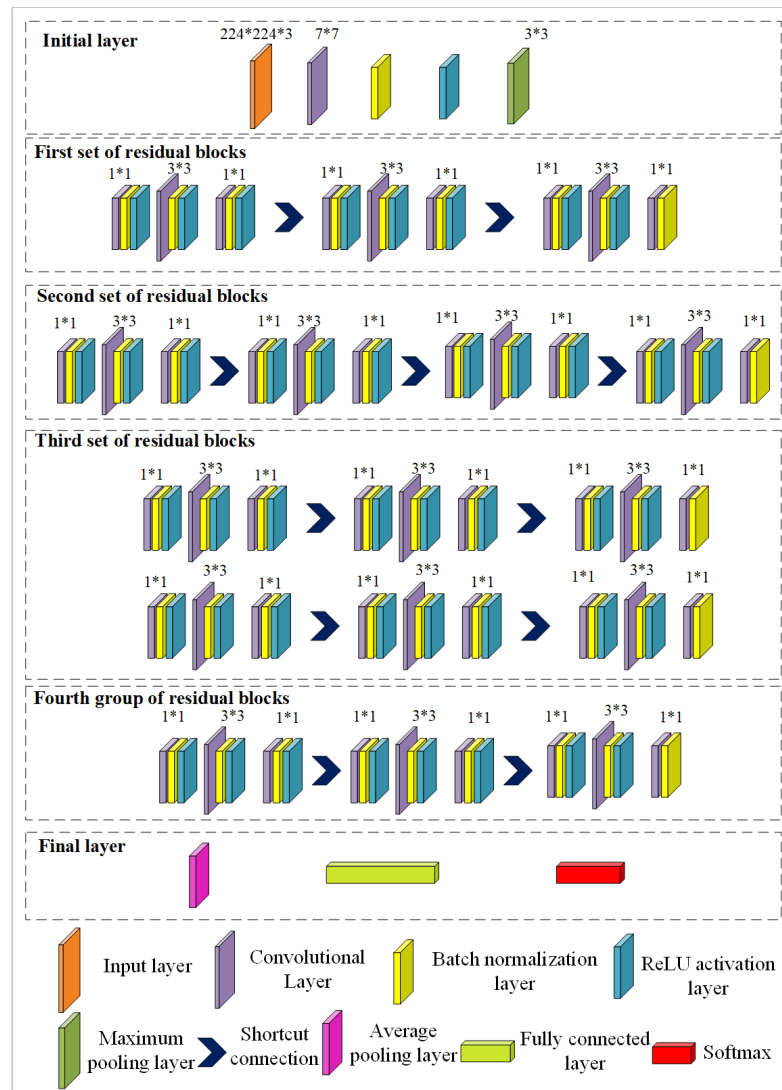 Initial layer
224*224*3 7*7 3*3
First set of residual blocks
1*1 3*3 1*1 1*1 3*3 1*1 1*1 3*3 1*1
Second set of residual blocks
1*1 3*3 1*1 1*1 3*3 1*1 1*1 3*3 1*1 1*1 3*3 1*1
Third set of residual blocks
1*1 3*3 1*1 1*1 3*3 1*1 1*1 3*3 1*1
1*1 3*3 1*1 1*1 3*3 1*1 1*1 3*3 1*1
Fourth group of residual blocks
1*1 3*3 1*1 1*1 3*3 1*1 1*1 3*3 1*1
Final layer
Input layer
Convolutional
Layer
Batch normalization
layer
ReLU activation
layer
Maximum
pooling layer
Shortcut
connection
Average
pooling layer
Fully connected
layer
Softmax